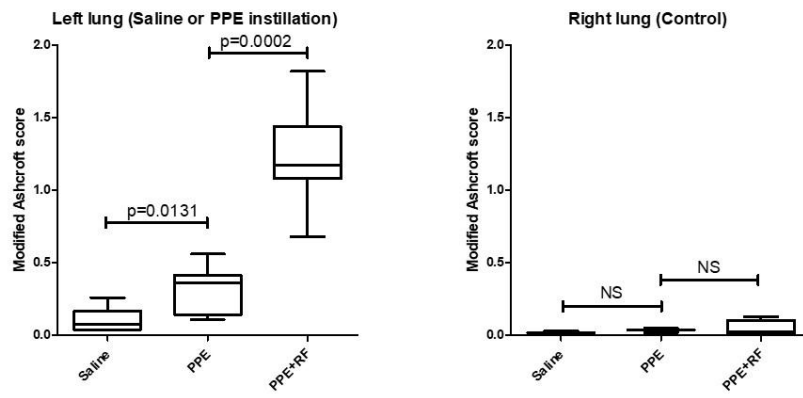 Left lung (Saline or PPE instillation)
Modified Ashcroft score
2.0
1.5
1.0
0.5
0.0
p=0.0002
p=0.0131
Saline
PPE
PPE+RF
Right lung (Control)
Modified Ashcroft score
2.0
1.5
1.0
0.5
0.0
NS
NS
Saline
PPE
PPE+RF